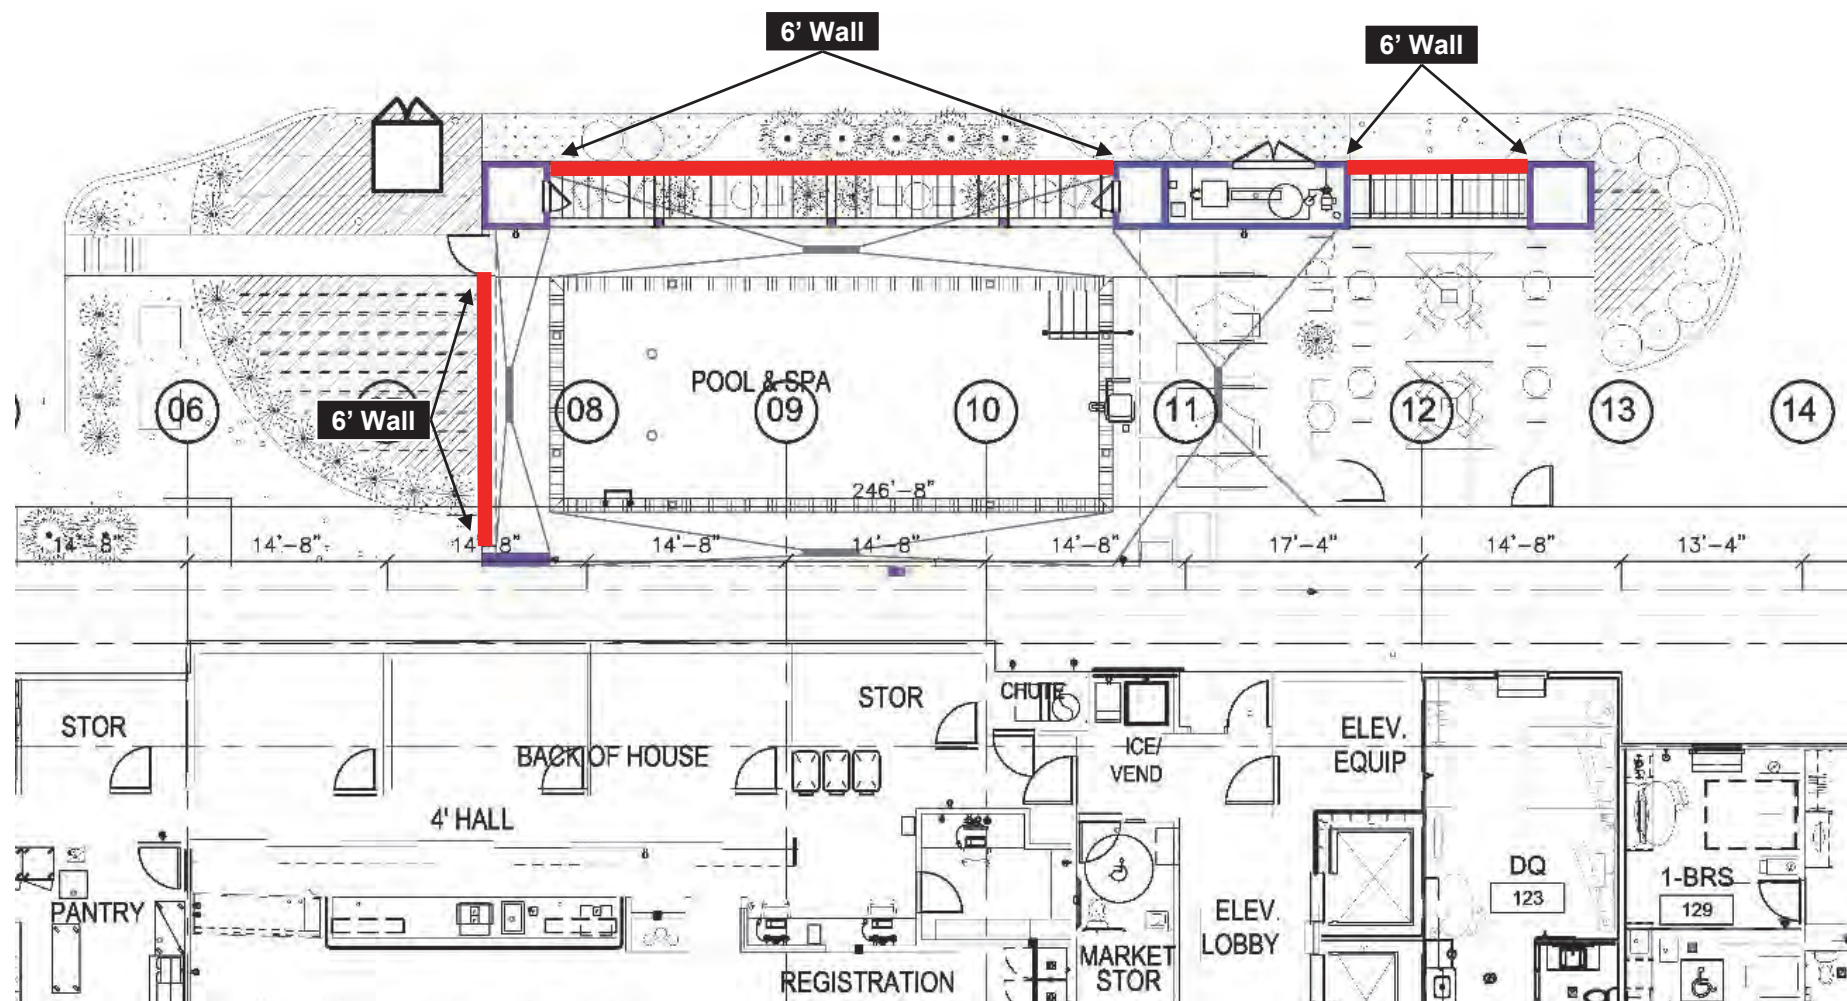 6’ Wall
6’ Wall
POOL & SPA
06
08
09
10
11
12
13
14
6’ Wall
246'-8"
14'-8"
14'-8"
14'-8"
14'-8"
14'-8"
14'-8"
17'-4"
14'-8"
13'-4"
STOR
CHUTE
STOR
BACK OF HOUSE
ICE/
VEND
ELEV.
EQUIP
4' HALL
DQ
123
1-BRS
129
PANTRY
ELEV.
LOBBY
MARKET
STOR
REGISTRATION